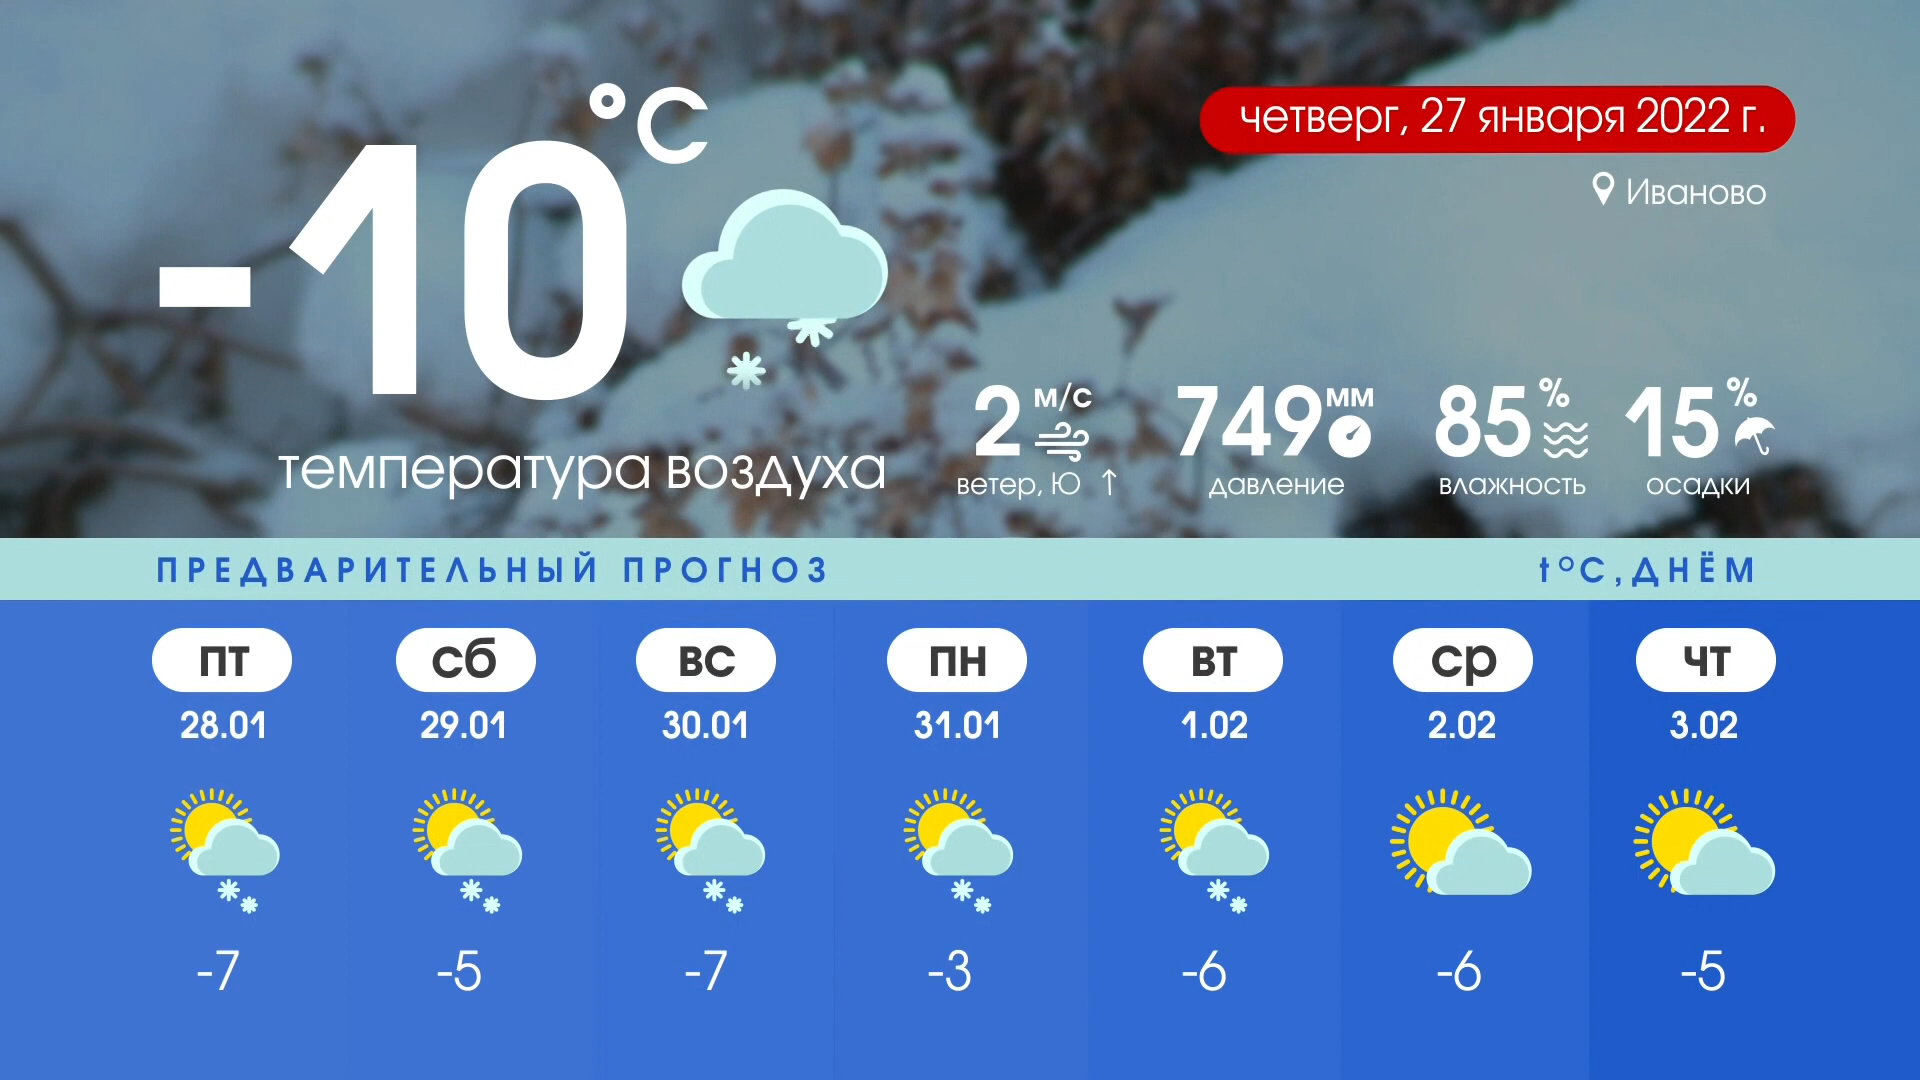 четверг, 27 января 2022 г.
Иваново
-10 °C
температура воздуха
2 м/с
ветер, Ю ↑
749 мм
давление
85 %
влажность
15 %
осадки
ПРЕДВАРИТЕЛЬНЫЙ ПРОГНОЗ
t°C, ДНЁМ
пт сб вс пн вт ср чт
28.01 29.01 30.01 31.01 1.02 2.02 3.02
-7 -5 -7 -3 -6 -6 -5